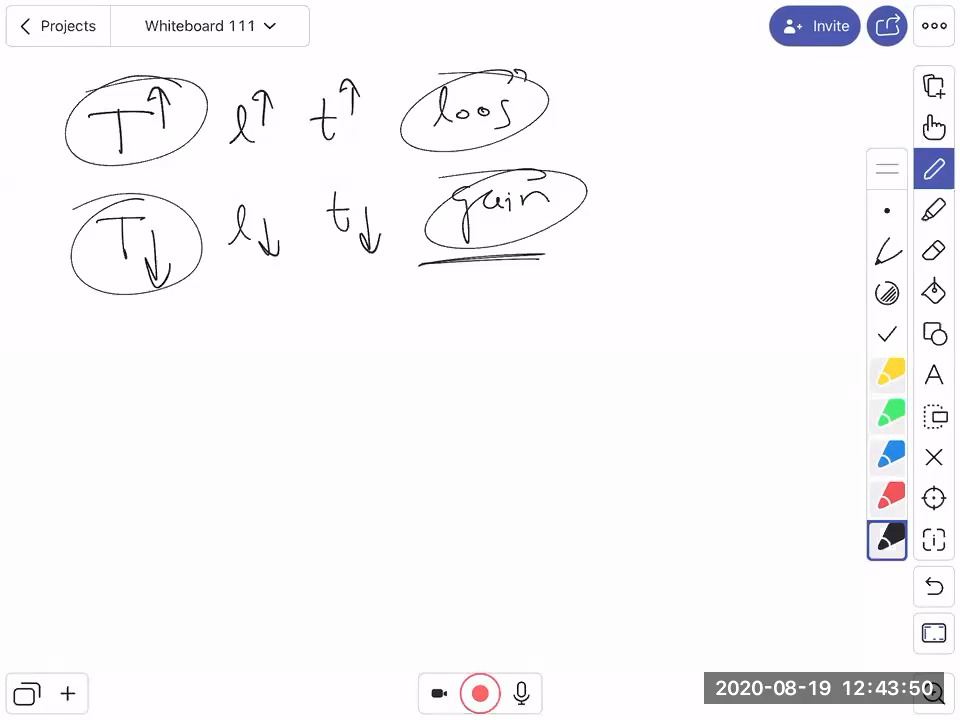 Projects
Whiteboard 111
Invite
T↑ l↑ t↑ loos
T↓ l↓ t↓ gain
A
2020-08-19 12:43:50